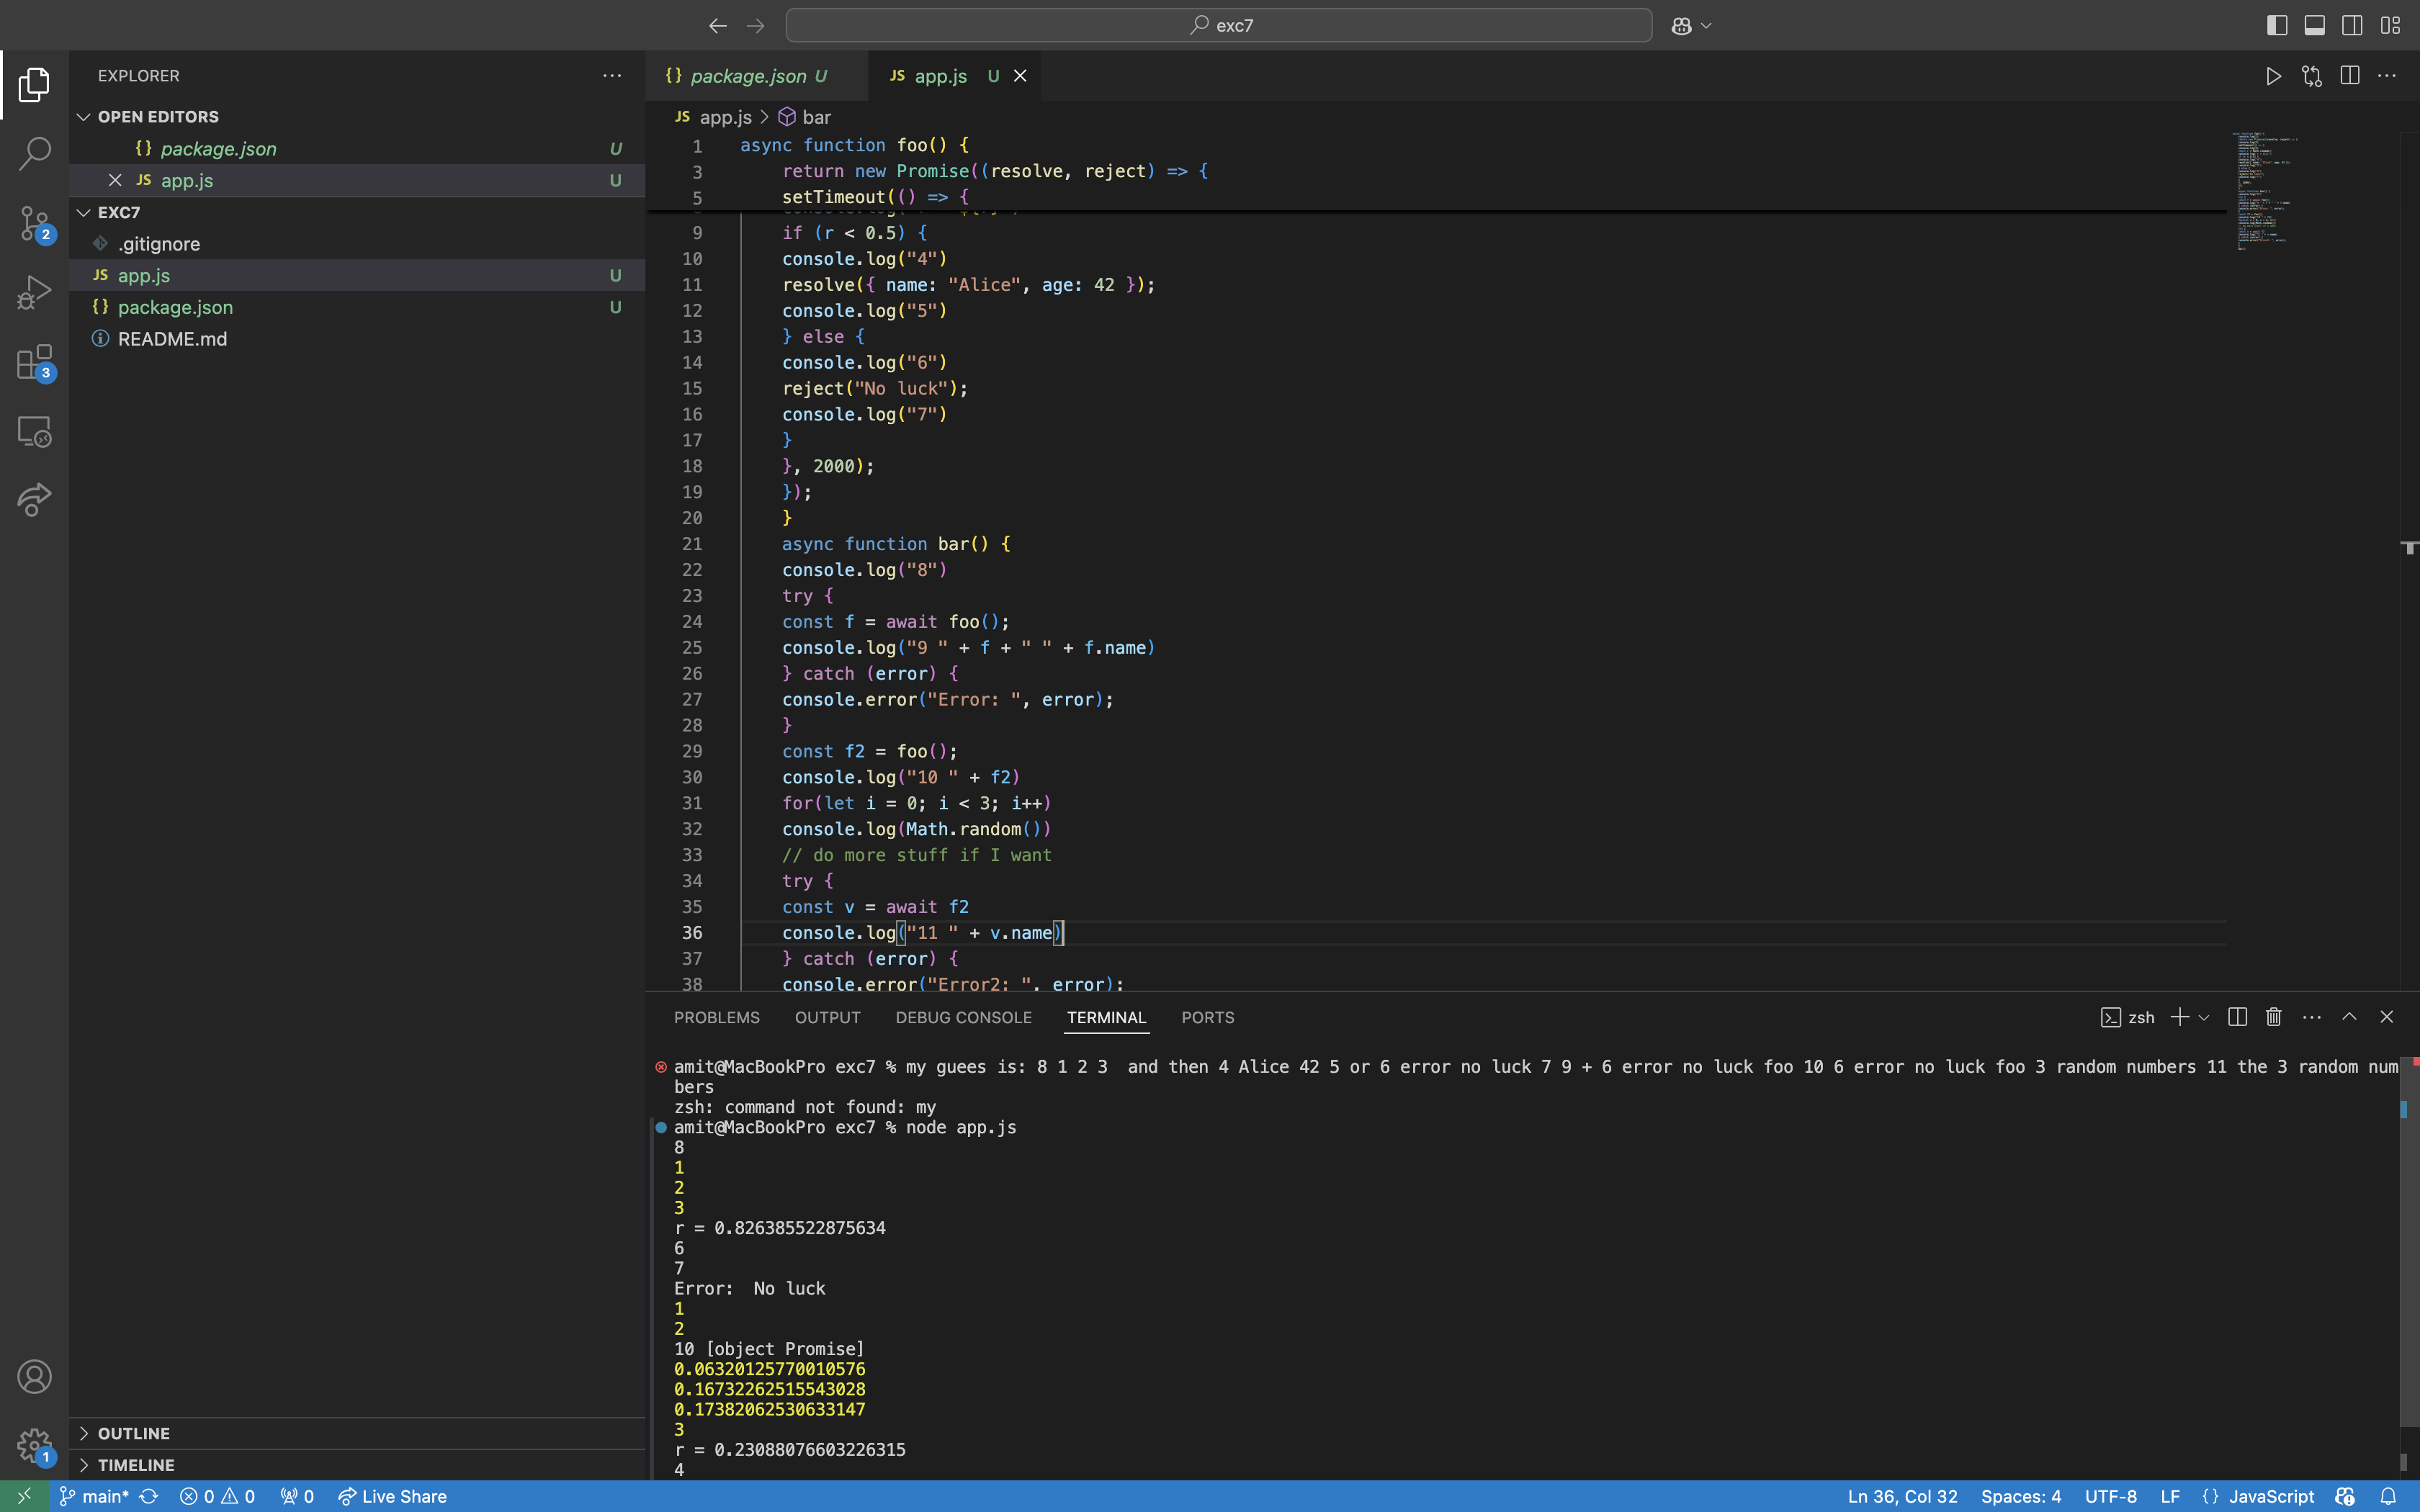 exc7
EXPLORER
OPEN EDITORS
{} package.json U
JS app.js U
EXC7
.gitignore
JS app.js U
{} package.json U
README.md
2
3
1
OUTLINE
TIMELINE
{} package.json U
JS app.js U
JS app.js > bar
1 async function foo() {
3 return new Promise((resolve, reject) => {
5 setTimeout(() => {
9 if (r < 0.5) {
10 console.log("4")
11 resolve({ name: "Alice", age: 42 });
12 console.log("5")
13 } else {
14 console.log("6")
15 reject("No luck");
16 console.log("7")
17 }
18 }, 2000);
19 });
20 }
21 async function bar() {
22 console.log("8")
23 try {
24 const f = await foo();
25 console.log("9 " + f + " " + f.name)
26 } catch (error) {
27 console.error("Error: ", error);
28 }
29 const f2 = foo();
30 console.log("10 " + f2)
31 for(let i = 0; i < 3; i++)
32 console.log(Math.random())
33 // do more stuff if I want
34 try {
35 const v = await f2
36 console.log("11 " + v.name)
37 } catch (error) {
38 console.error("Error2: ", error);
PROBLEMS OUTPUT DEBUG CONSOLE TERMINAL PORTS
zsh
amit@MacBookPro exc7 % my guees is: 8 1 2 3  and then 4 Alice 42 5 or 6 error no luck 7 9 + 6 error no luck foo 10 6 error no luck foo 3 random numbers 11 the 3 random num
bers
zsh: command not found: my
amit@MacBookPro exc7 % node app.js
8
1
2
3
r = 0.826385522875634
6
7
Error:  No luck
1
2
10 [object Promise]
0.06320125770010576
0.16732262515543028
0.17382062530633147
3
r = 0.23088076603226315
4
main* 0 0 0 Live Share
Ln 36, Col 32 Spaces: 4 UTF-8 LF {} JavaScript